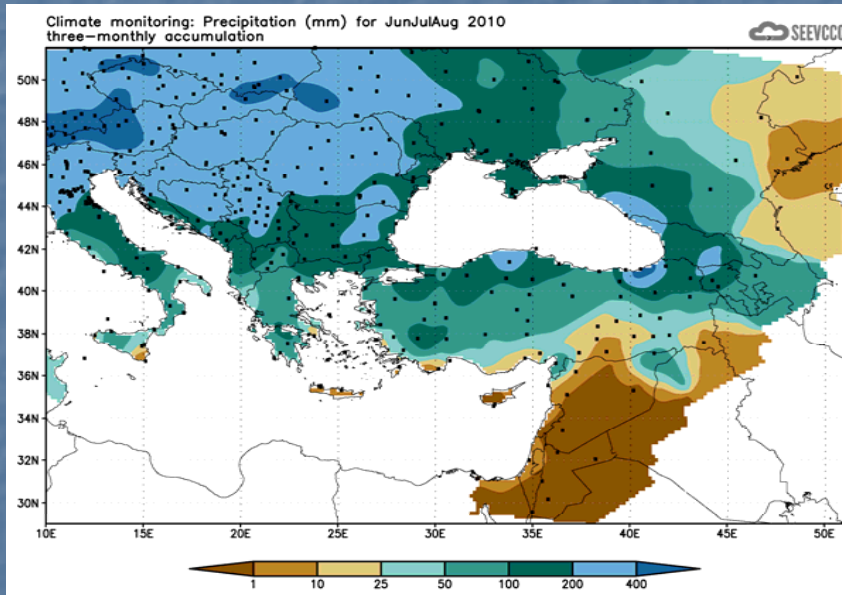 Climate monitoring: Precipitation (mm) for JunJulAug 2010
three-monthly accumulation
SEEVCCC
50N
48N
46N
44N
42N
40N
38N
36N
34N
32N
30N
10E 15E 20E 25E 30E 35E 40E 45E 50E
1 10 25 50 100 200 400